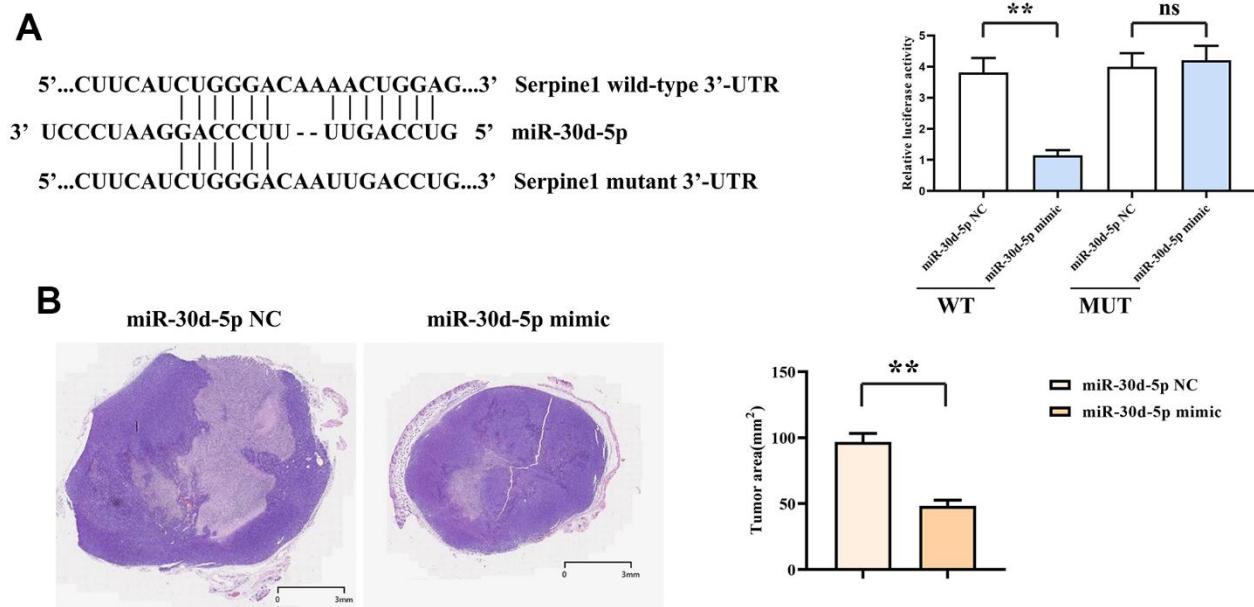 A
5’...CUUCAUCUGGGACAAAACUGGAG...3’ Serpine1 wild-type 3’-UTR
3’ UCCCUAAGGACCCUU - - UUGACCUG 5’ miR-30d-5p
5’...CUUCAUCUGGGACAAUUGACCUG...3’ Serpine1 mutant 3’-UTR
** ns
Relative luciferase activity
5
4
3
2
1
0
miR-30d-5p NC
miR-30d-5p mimic
miR-30d-5p NC
miR-30d-5p mimic
WT MUT
B
miR-30d-5p NC miR-30d-5p mimic
0 3mm
0 3mm
**
Tumor area(mm²)
150
100
50
0
miR-30d-5p NC
miR-30d-5p mimic